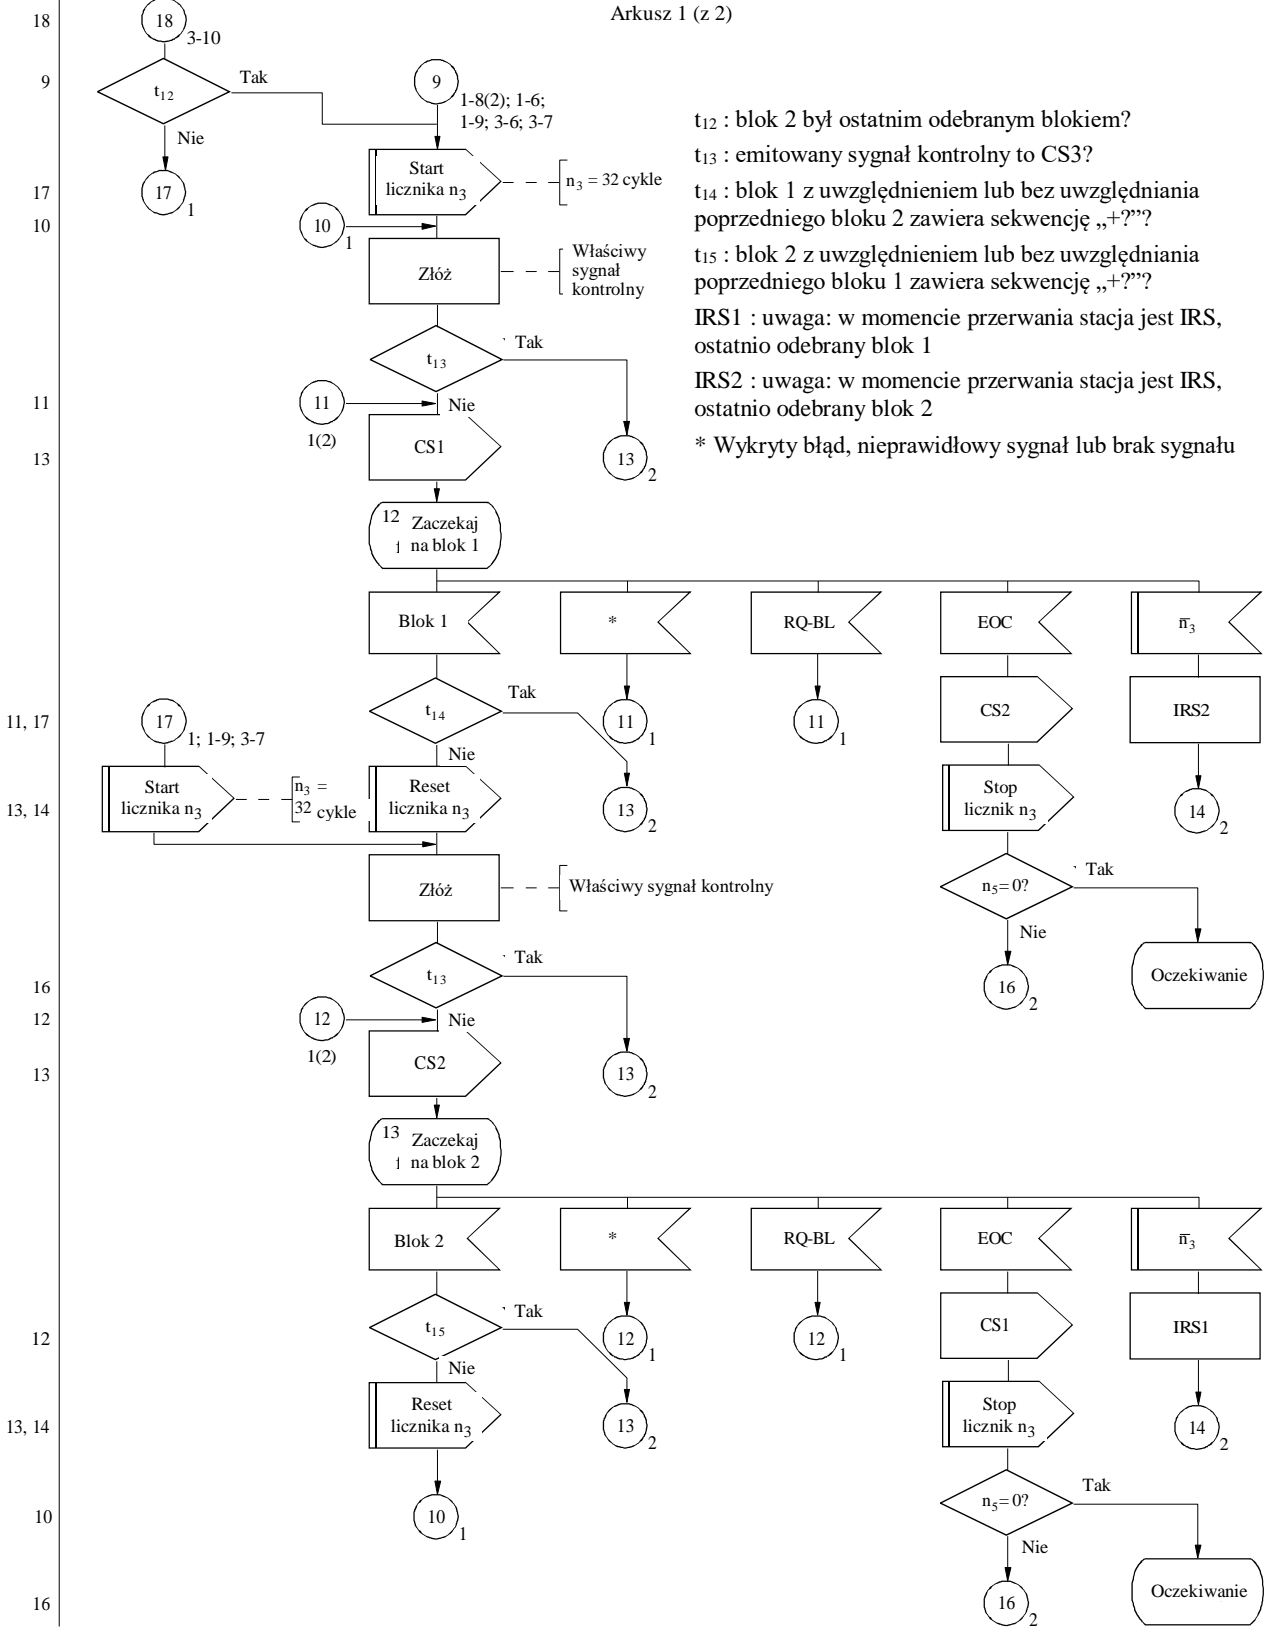 Arkusz 1 (z 2)
18
18
3-10
9
t12
Tak
9
1-8(2); 1-6;
1-9; 3-6; 3-7
Nie
17
17
1
Start
licznika n3
n3 = 32 cykle
10
10
1
Złóż
Właściwy
sygnał
kontrolny
t13
Tak
11
11
1(2)
Nie
13
CS1
13
2
t12 : blok 2 był ostatnim odebranym blokiem?
t13 : emitowany sygnał kontrolny to CS3?
t14 : blok 1 z uwzględnieniem lub bez uwzględniania
poprzedniego bloku 2 zawiera sekwencję „+?”?
t15 : blok 2 z uwzględnieniem lub bez uwzględniania
poprzedniego bloku 1 zawiera sekwencję „+?”?
IRS1 : uwaga: w momencie przerwania stacja jest IRS,
ostatnio odebrany blok 1
IRS2 : uwaga: w momencie przerwania stacja jest IRS,
ostatnio odebrany blok 2
* Wykryty błąd, nieprawidłowy sygnał lub brak sygnału
12 Zaczekaj
na blok 1
Blok 1
*
RQ-BL
EOC
n̅3
11, 17
17
1; 1-9; 3-7
t14
Tak
11
1
11
1
CS2
IRS2
Nie
13, 14
Start
licznika n3
n3 =
32 cykle
Reset
licznika n3
13
2
Stop
licznik n3
14
2
Złóż
Właściwy sygnał kontrolny
n5= 0?
Tak
Nie
16
t13
Tak
16
2
Oczekiwanie
12
12
1(2)
Nie
13
CS2
13
2
13 Zaczekaj
na blok 2
Blok 2
*
RQ-BL
EOC
n̅3
12
t15
Tak
12
1
12
1
CS1
IRS1
Nie
13, 14
Reset
licznika n3
13
2
Stop
licznik n3
14
2
10
10
1
n5= 0?
Tak
Nie
16
16
2
Oczekiwanie